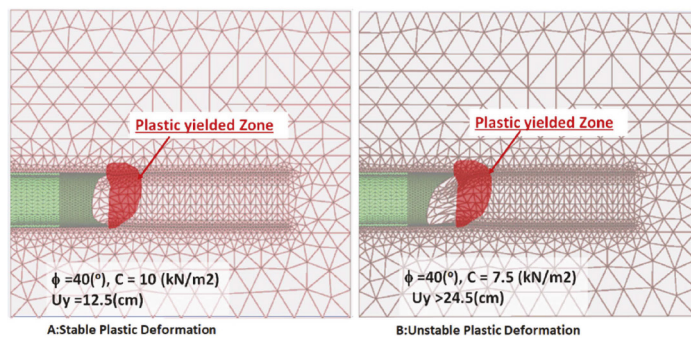 Plastic yielded Zone
ϕ =40(º), C = 10 (kN/m2)
Uy =12.5(cm)
A:Stable Plastic Deformation
Plastic yielded Zone
ϕ =40(º), C = 7.5 (kN/m2)
Uy >24.5(cm)
B:Unstable Plastic Deformation